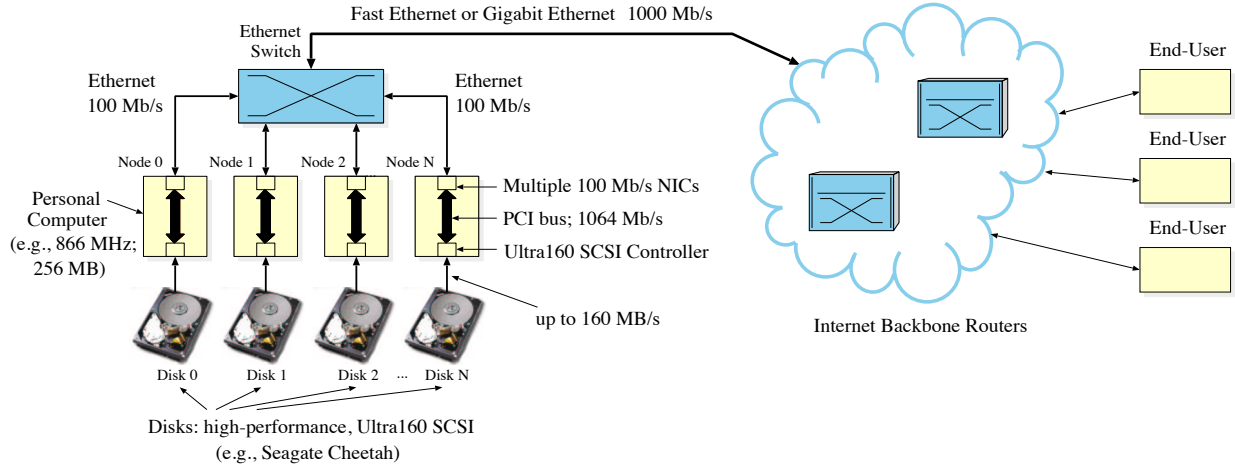 Fast Ethernet or Gigabit Ethernet 1000 Mb/s
Ethernet
Switch
Ethernet
100 Mb/s
Ethernet
100 Mb/s
Node 0
Node 1
Node 2
...
Node N
Personal
Computer
(e.g., 866 MHz;
256 MB)
Multiple 100 Mb/s NICs
PCI bus; 1064 Mb/s
Ultra160 SCSI Controller
up to 160 MB/s
Disk 0
Disk 1
Disk 2
...
Disk N
Disks: high-performance, Ultra160 SCSI
(e.g., Seagate Cheetah)
Internet Backbone Routers
End-User
End-User
End-User